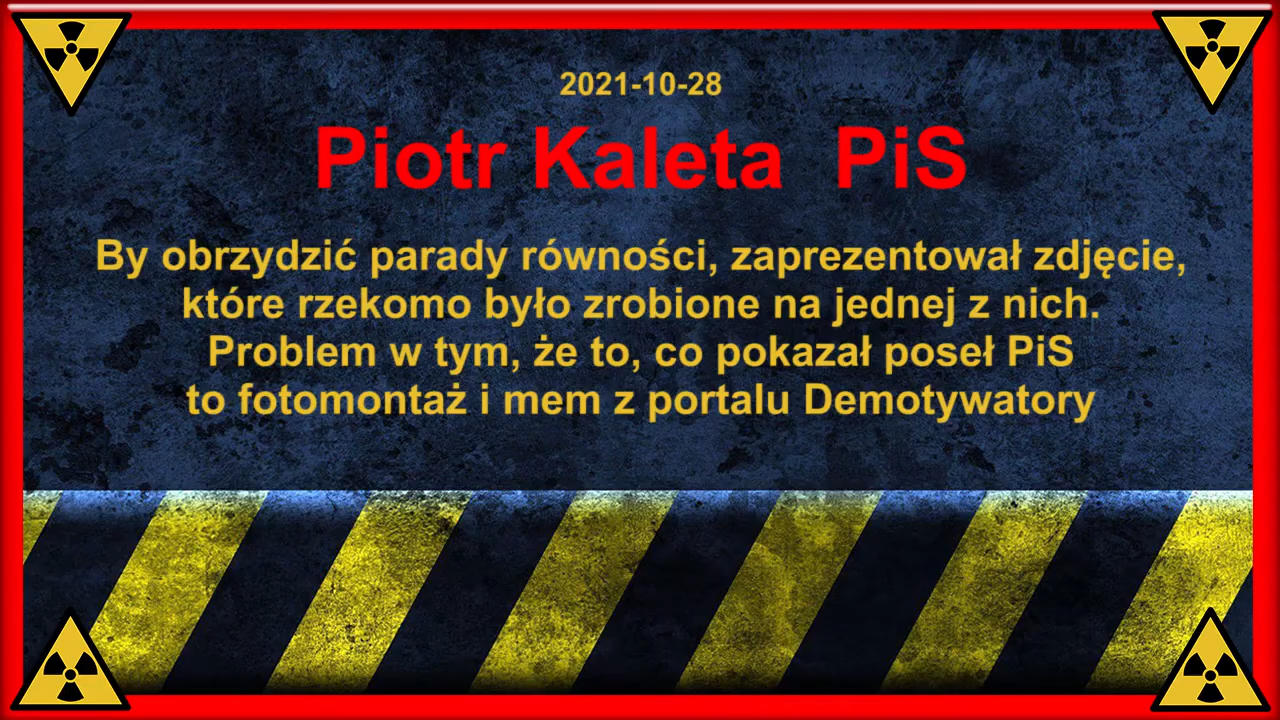 2021-10-28
Piotr Kaleta PiS
By obrzydzić parady równości, zaprezentował zdjęcie,
które rzekomo było zrobione na jednej z nich.
Problem w tym, że to, co pokazał poseł PiS
to fotomontaż i mem z portalu Demotywatory